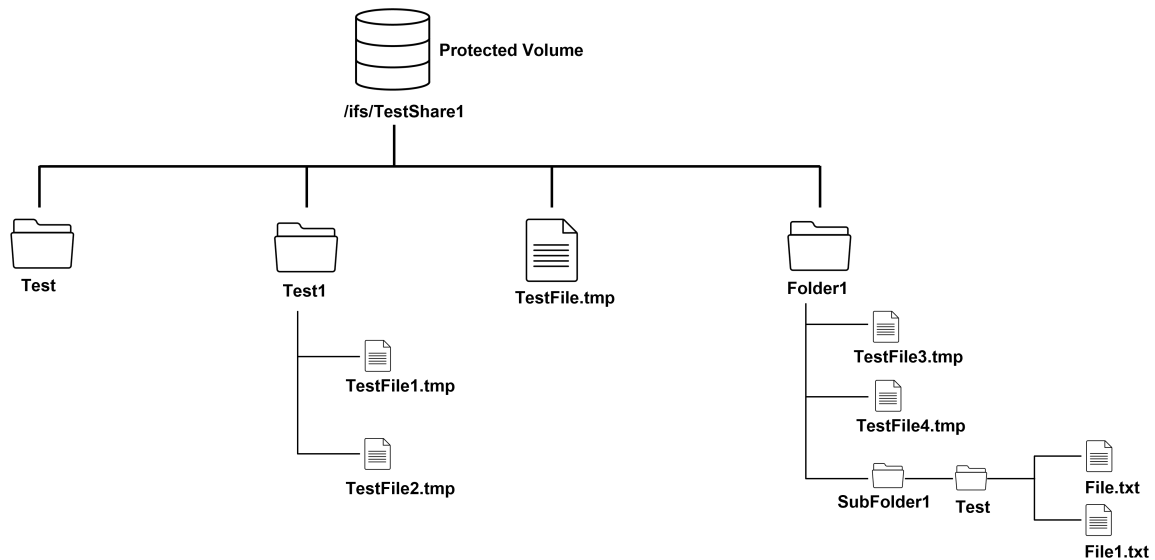 Protected Volume
/ifs/TestShare1
Test
Test1
TestFile.tmp
Folder1
TestFile1.tmp
TestFile2.tmp
TestFile3.tmp
TestFile4.tmp
SubFolder1
Test
File.txt
File1.txt